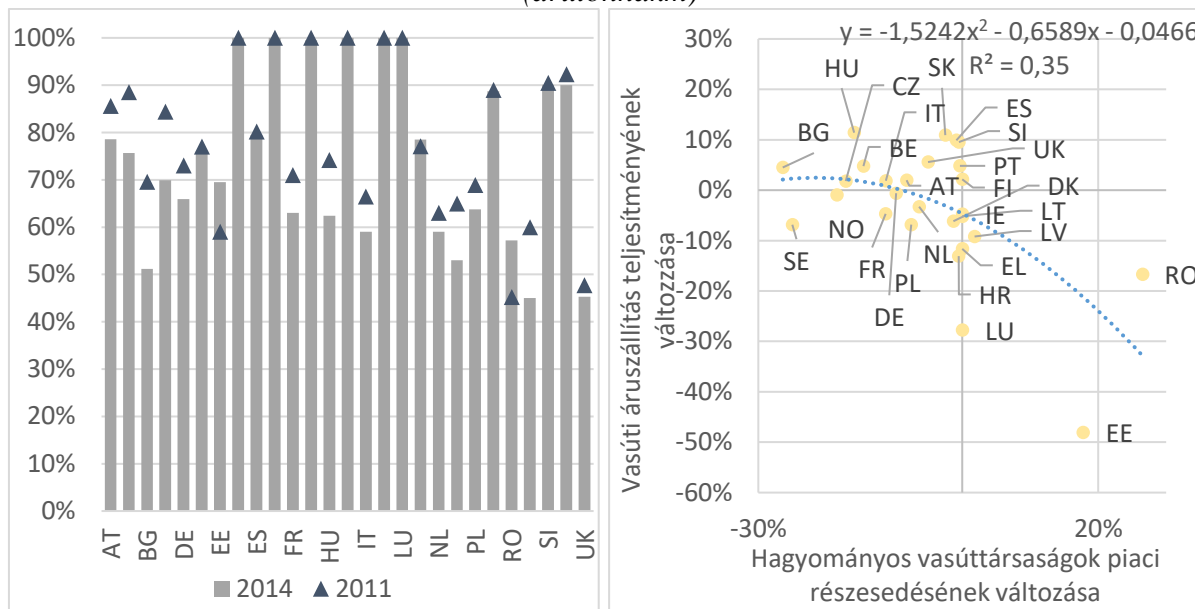 100%
90%
80%
70%
60%
50%
40%
30%
20%
10%
0%
AT
BG
DE
EE
ES
FR
HU
IT
LU
NL
PL
RO
SI
UK
2014
2011
Vasúti áruszállítás teljesítményének
változzása
30%
20%
10%
0%
-10%
-20%
-30%
-40%
-50%
-60%
y = -1,5242x² - 0,6589x - 0,0466
R² = 0,35
HU
CZ
SK
IT
ES
SI
BG
BE
UK
PT
AT
FI
DK
IE
LT
NO
LV
SE
FR
NL
EL
PL
RO
HR
DE
LU
EE
-30%
20%
Hagyományos vasúttársaságok piaci
részesedésének változása